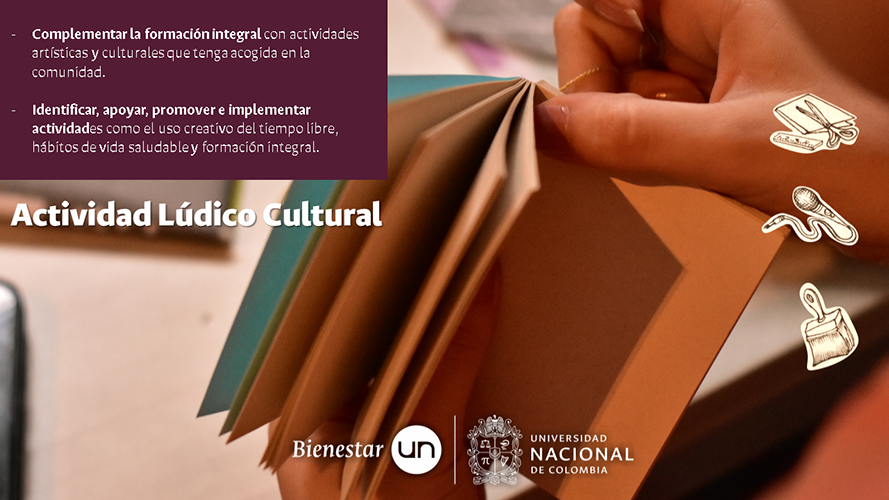 - Complementar la formación integral con actividades
artísticas y culturales que tenga acogida en la
comunidad.
- Identificar, apoyar, promover e implementar
actividades como el uso creativo del tiempo libre,
hábitos de vida saludable y formación integral.
Actividad Lúdico Cultural
Bienestar un
UNIVERSIDAD
NACIONAL
DE COLOMBIA